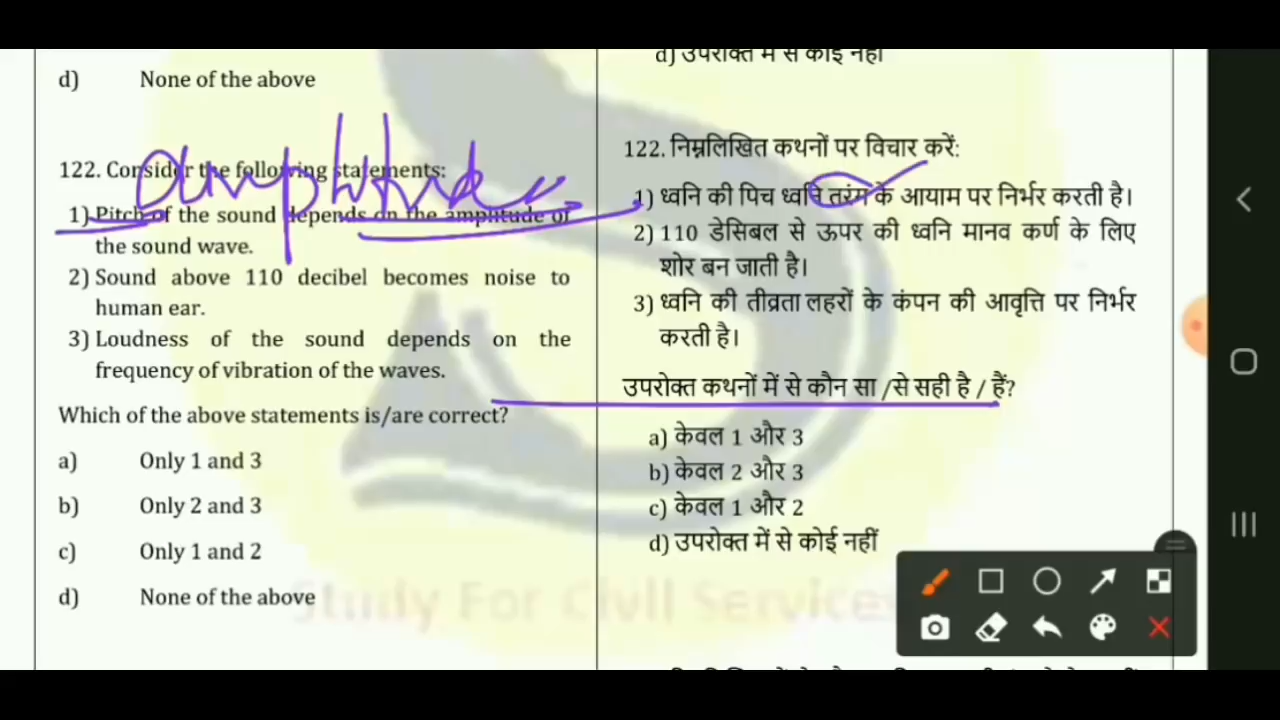 d) None of the above
122. Consider the following statements:
amplitude
1) Pitch of the sound depends on the amplitude of
the sound wave.
2) Sound above 110 decibel becomes noise to
human ear.
3) Loudness of the sound depends on the
frequency of vibration of the waves.
Which of the above statements is/are correct?
a) Only 1 and 3
b) Only 2 and 3
c) Only 1 and 2
d) None of the above
d) उपरोक्त में से कोई नहीं
122. निम्नलिखित कथनों पर विचार करें:
1) ध्वनि की पिच ध्वनि तरंग के आयाम पर निर्भर करती है।
2) 110 डेसिबल से ऊपर की ध्वनि मानव कर्ण के लिए
शोर बन जाती है।
3) ध्वनि की तीव्रता लहरों के कंपन की आवृत्ति पर निर्भर
करती है।
उपरोक्त कथनों में से कौन सा /से सही है / हैं?
a) केवल 1 और 3
b) केवल 2 और 3
c) केवल 1 और 2
d) उपरोक्त में से कोई नहीं
Study For Civil Services